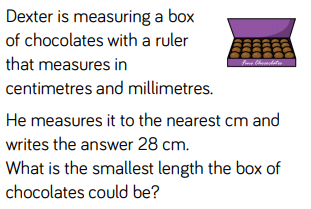 Dexter is measuring a box
of chocolates with a ruler
that measures in
centimetres and millimetres.
He measures it to the nearest cm and
writes the answer 28 cm.
What is the smallest length the box of
chocolates could be?